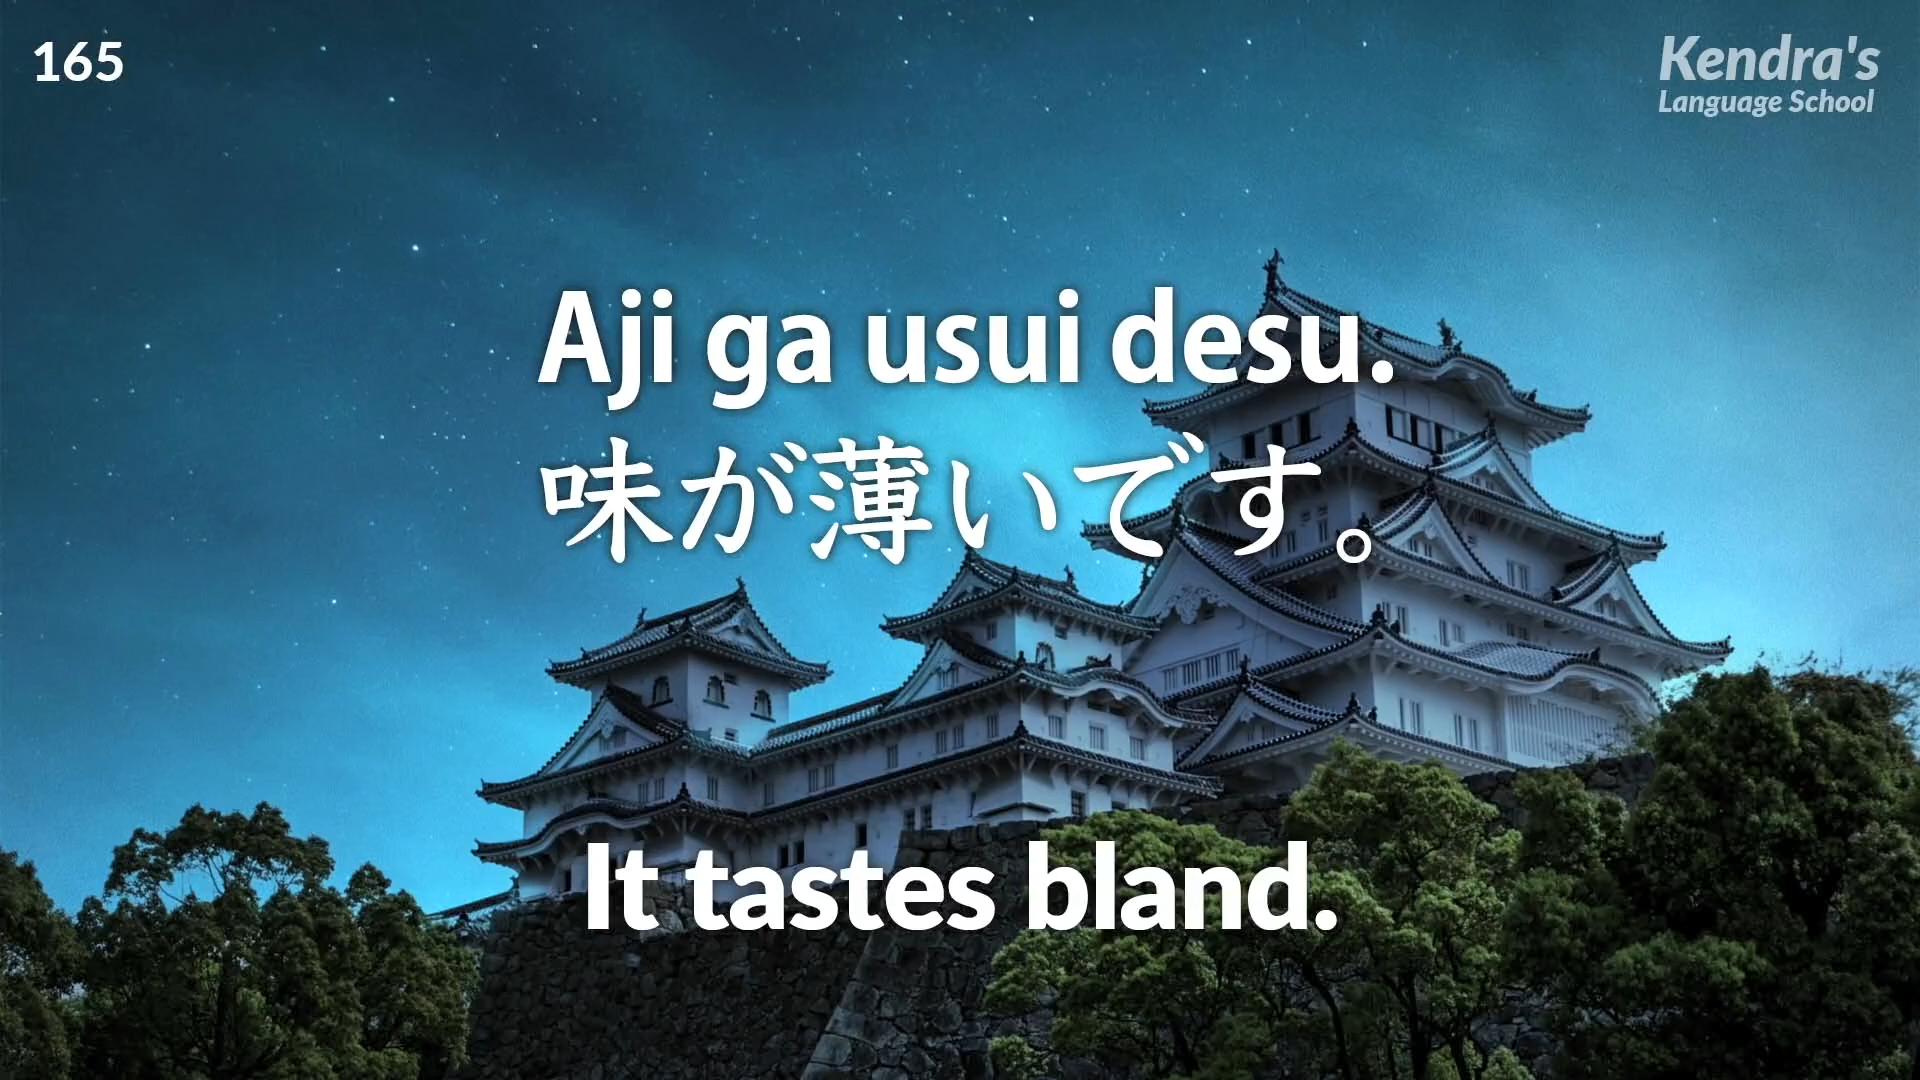 165
Kendra's
Language School
Aji ga usui desu.
味が薄いです。
It tastes bland.